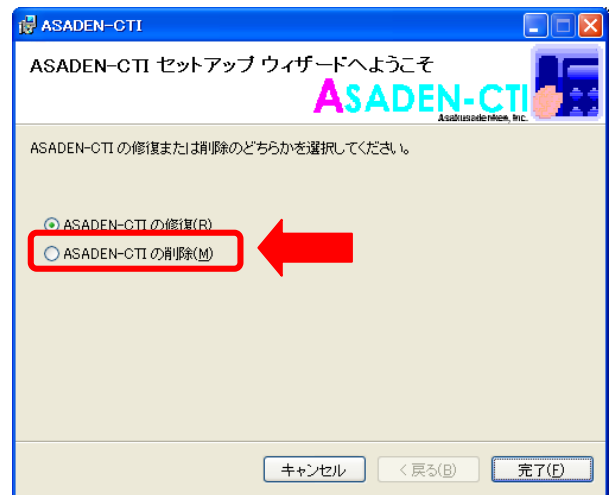 ASADEN-CTI
ASADEN-CTI セットアップ ウィザードへようこそ
ASADEN-CTI
Asakusadenken, Inc.
ASADEN-CTI の修復または削除のどちらかを選択してください。
ASADEN-CTI の修復(R)
ASADEN-CTI の削除(M)
キャンセル
< 戻る(B)
完了(F)